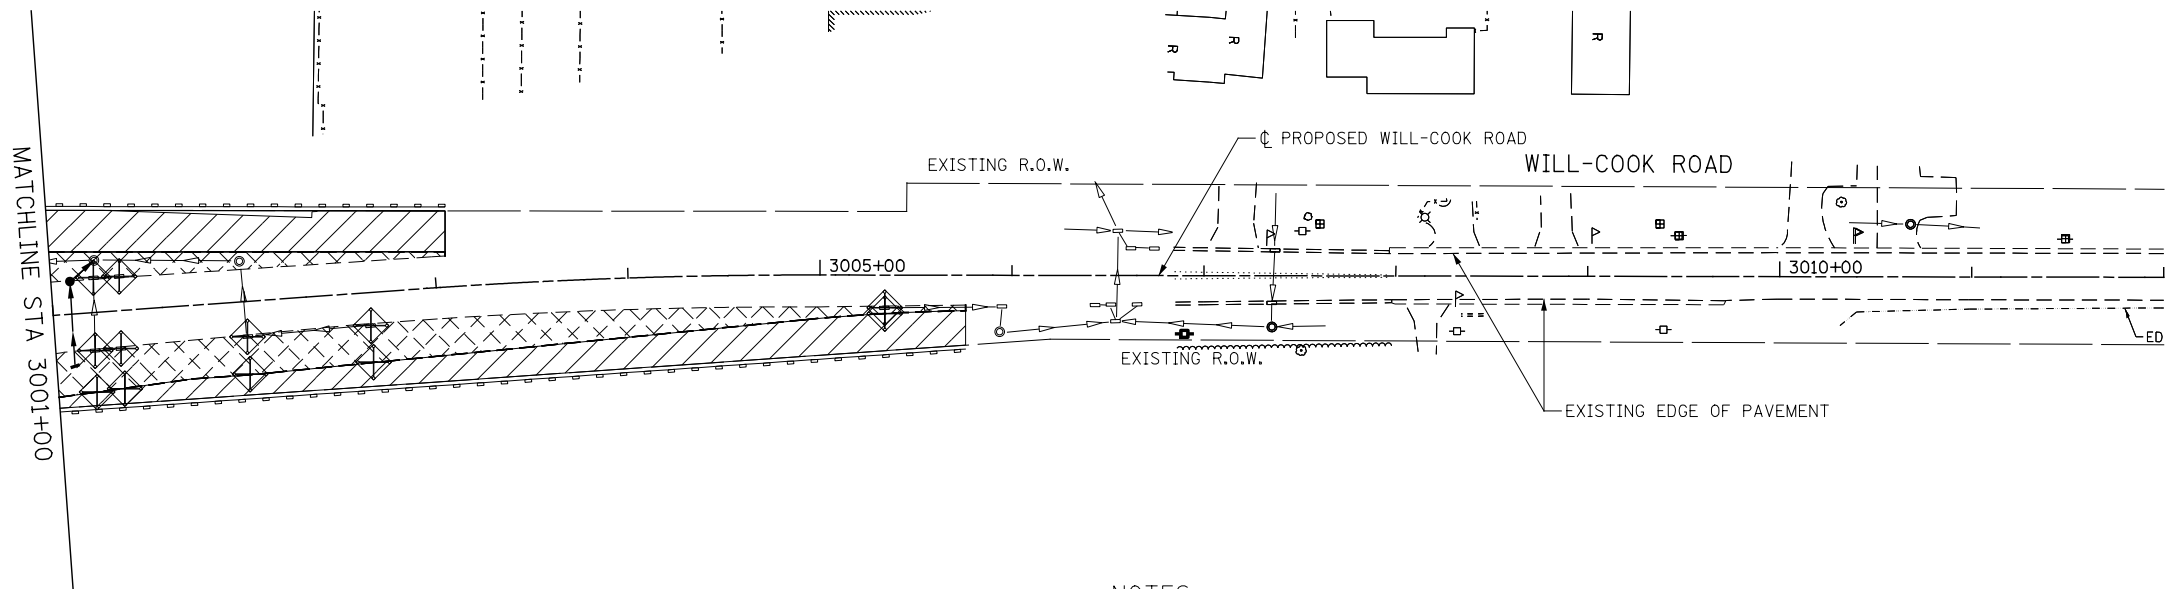 R
R
R
℄ PROPOSED WILL-COOK ROAD
EXISTING R.O.W.
WILL-COOK ROAD
MATCHLINE STA 3001+00
3005+00
3010+00
EXISTING R.O.W.
ED
EXISTING EDGE OF PAVEMENT